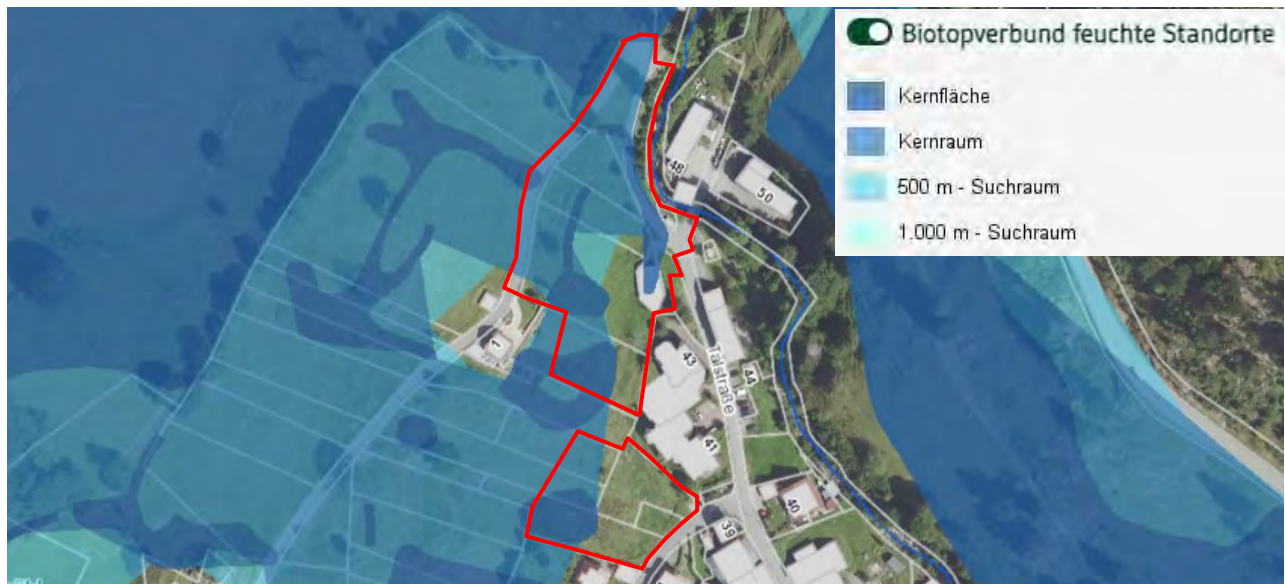 Biotopverbund feuchte Standorte
Kernfläche
Kernraum
500 m - Suchraum
1.000 m - Suchraum
48
50
1
43
Talstraße
44
41
40
39